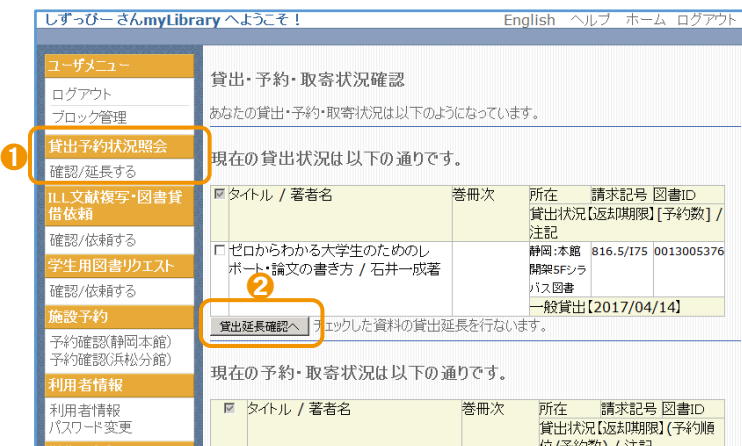 しずっぴー さんmyLibrary へようこそ！
English ヘルプ ホーム ログアウト
ユーザメニュー
ログアウト
ブロック管理
❶
貸出予約状況照会
確認/延長する
ILL文献複写・図書貸
借依頼
確認/依頼する
学生用図書リクエスト
確認/依頼する
施設予約
予約確認(静岡本館)
予約確認(浜松分館)
利用者情報
利用者情報
パスワード変更
貸出・予約・取寄状況確認
あなたの貸出・予約・取寄状況は以下のようになっています。
現在の貸出状況は以下の通りです。
タイトル / 著者名 巻冊次 所在 請求記号 図書ID
貸出状況【返却期限】[予約数] /
注記
ゼロからわかる大学生のためのレ
ポート・論文の書き方 / 石井一成著
静岡:本館 816.5/I75 0013005376
開架5Fシラ
バス図書
一般貸出【2017/04/14】
❷
貸出延長確認へ チェックした資料の貸出延長を行ないます。
現在の予約・取寄状況は以下の通りです。
タイトル / 著者名 巻冊次 所在 請求記号 図書ID
貸出状況【返却期限】(予約順
位/予約数) / 注記